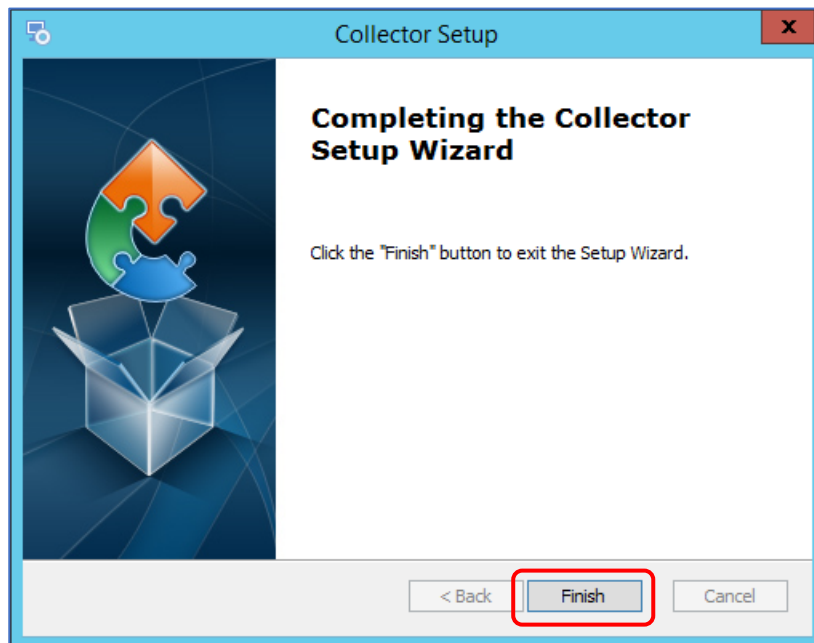 Collector Setup
x
Completing the Collector
Setup Wizard
Click the "Finish" button to exit the Setup Wizard.
< Back
Finish
Cancel